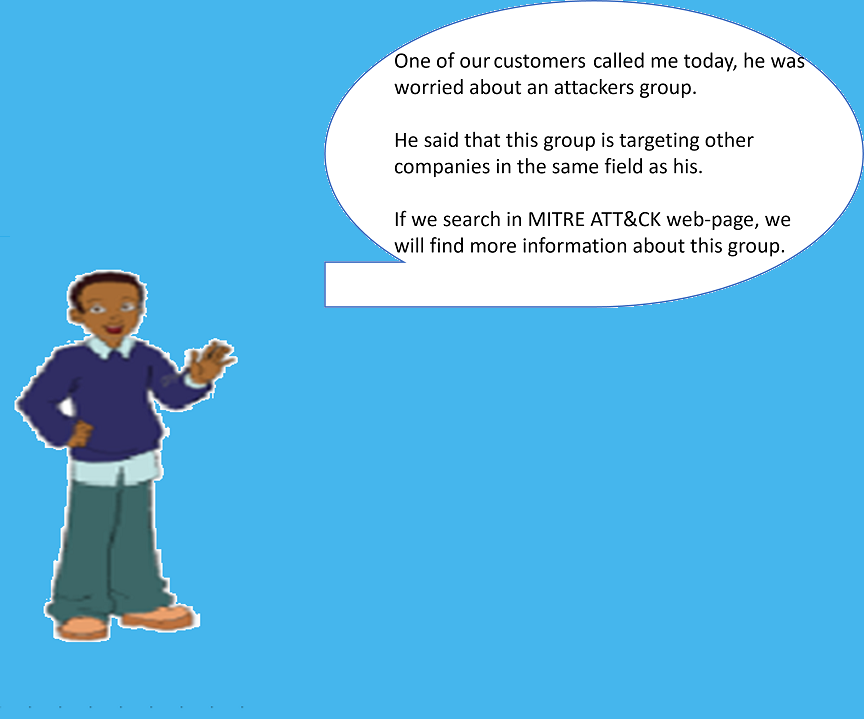 One of our customers called me today, he was
worried about an attackers group.
He said that this group is targeting other
companies in the same field as his.
If we search in MITRE ATT&CK web-page, we
will find more information about this group.